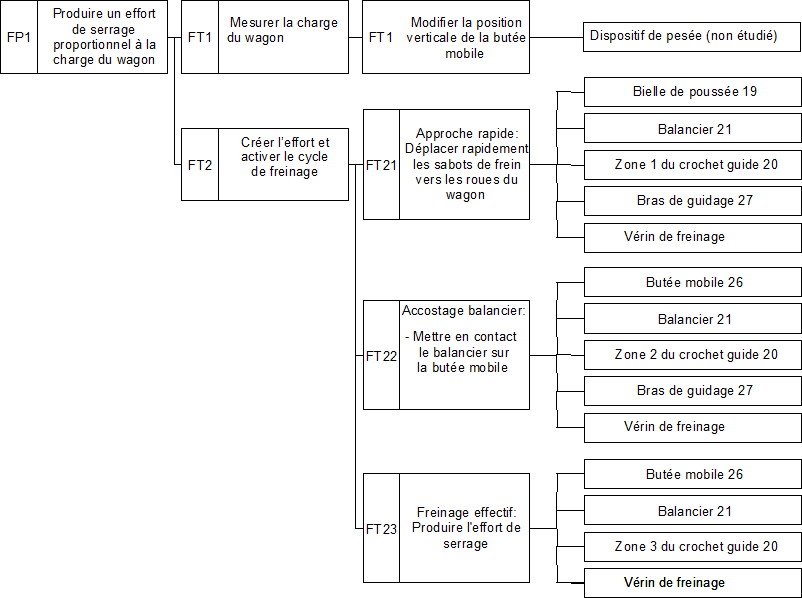 FP1
Produire un effort
de serrage
proportionnel à la
charge du wagon
FT1
Mesurer la charge
du wagon
FT1
Modifier la position
verticale de la butée
mobile
Dispositif de pesée (non étudié)
FT2
Créer l'effort et
activer le cycle
de freinage
FT21
Approche rapide:
Déplacer rapidement
les sabots de frein
vers les roues du
wagon
Bielle de poussée 19
Balancier 21
Zone 1 du crochet guide 20
Bras de guidage 27
Vérin de freinage
FT22
Accostage balancier:
- Mettre en contact
le balancier sur
la butée mobile
Butée mobile 26
Balancier 21
Zone 2 du crochet guide 20
Bras de guidage 27
Vérin de freinage
FT23
Freinage effectif:
Produire l'effort de
serrage
Butée mobile 26
Balancier 21
Zone 3 du crochet guide 20
Vérin de freinage